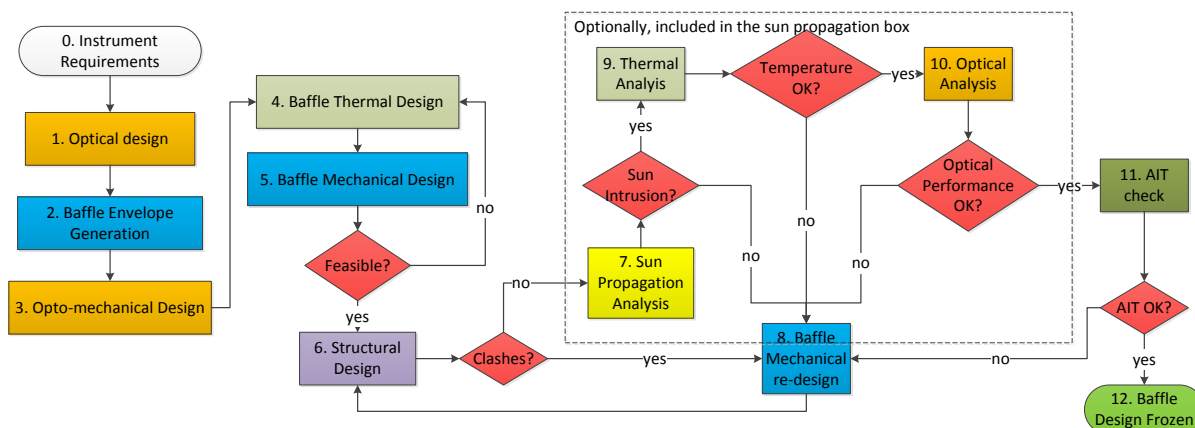 Optionally, included in the sun propagation box
0. Instrument
Requirements
1. Optical design
2. Baffle Envelope
Generation
3. Opto-mechanical Design
4. Baffle Thermal Design
5. Baffle Mechanical Design
no
Feasible?
yes
6. Structural
Design
Clashes?
no
yes
7. Sun
Propagation
Analysis
Sun
Intrusion?
yes
no
9. Thermal
Analyis
Temperature
OK?
yes
no
10. Optical
Analysis
Optical
Performance
OK?
no
yes
8. Baffle
Mechanical
re-design
11. AIT
check
AIT OK?
no
yes
12. Baffle
Design Frozen